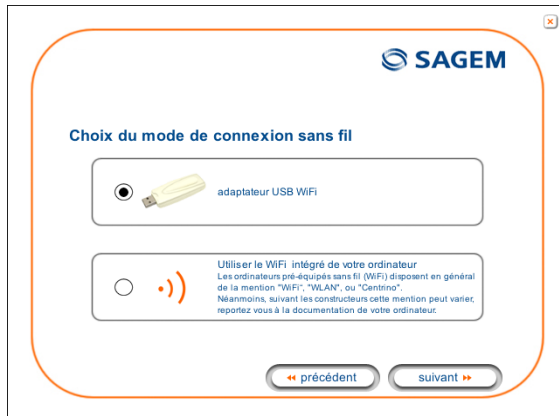 SAGEM
Choix du mode de connexion sans fil
adaptateur USB WiFi
Utiliser le WiFi intégré de votre ordinateur
Les ordinateurs pré-équipés sans fil (WiFi) disposent en général
de la mention "WiFi", "WLAN", ou "Centrino".
Néanmoins, suivant les constructeurs cette mention peut varier,
reportez vous à la documentation de votre ordinateur.
précédent
suivant